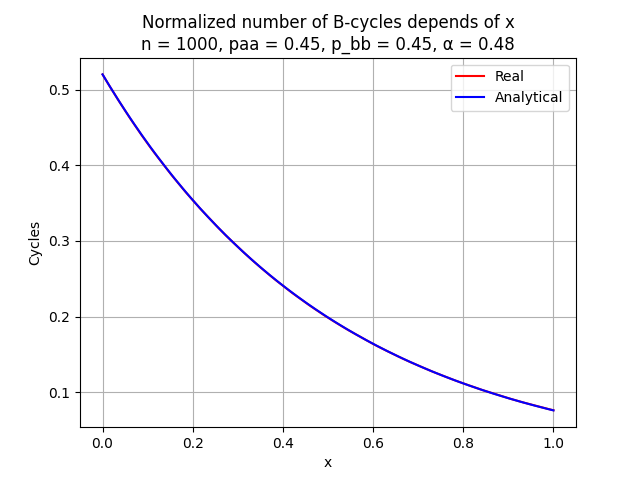 Normalized number of B-cycles depends of x
n = 1000, paa = 0.45, p_bb = 0.45, α = 0.48
Real
Analytical
Cycles
0.5
0.4
0.3
0.2
0.1
0.0 0.2 0.4 0.6 0.8 1.0
x